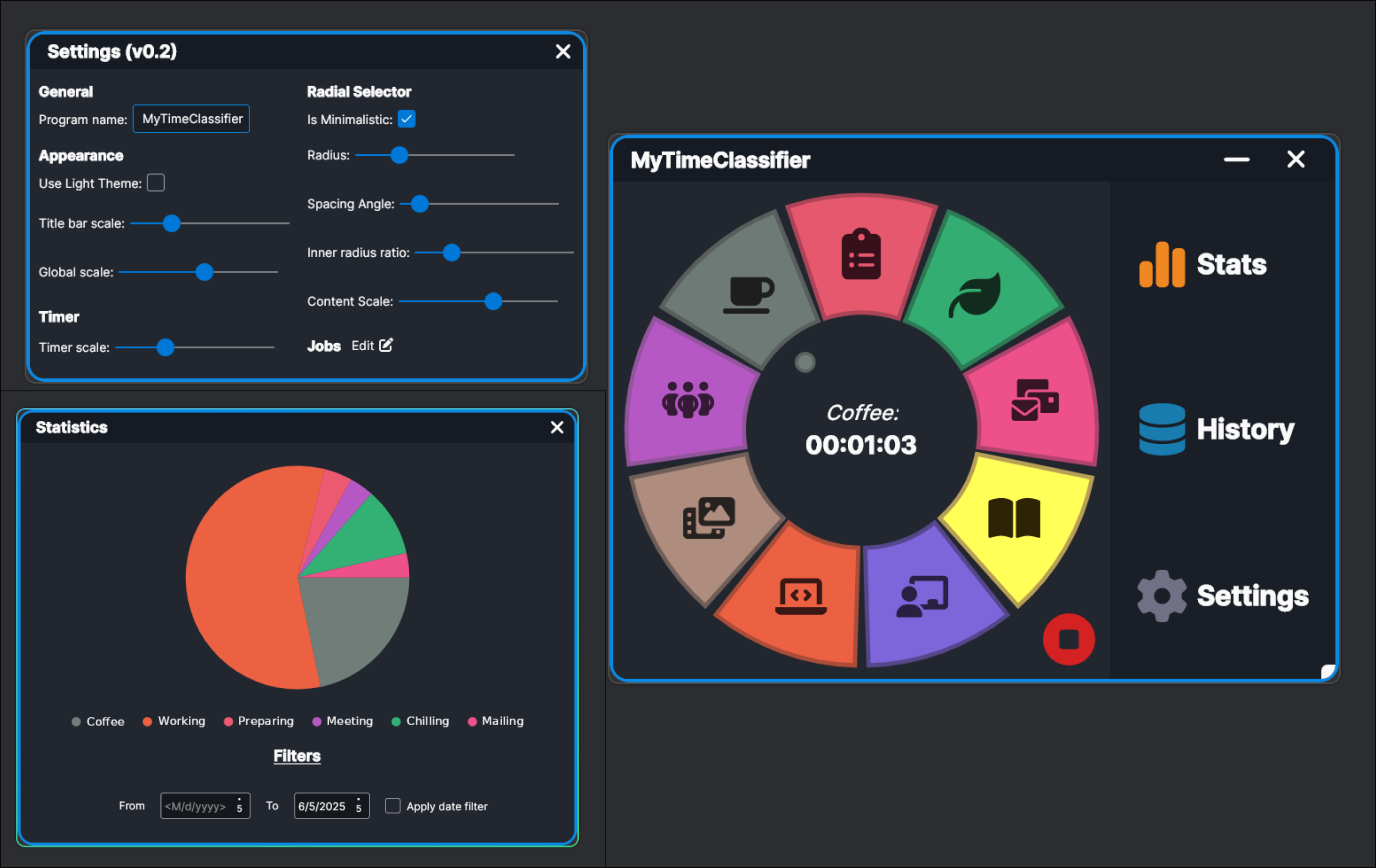 Settings (v0.2)
General
Program name: MyTimeClassifier
Appearance
Use Light Theme:
Title bar scale:
Global scale:
Timer
Timer scale:
Radial Selector
Is Minimalistic:
Radius:
Spacing Angle:
Inner radius ratio:
Content Scale:
Jobs Edit
Statistics
Coffee Working Preparing Meeting Chilling Mailing
Filters
From <M/d/yyyy> 5 To 6/5/2025 5 Apply date filter
MyTimeClassifier
Coffee:
00:01:03
Stats
History
Settings